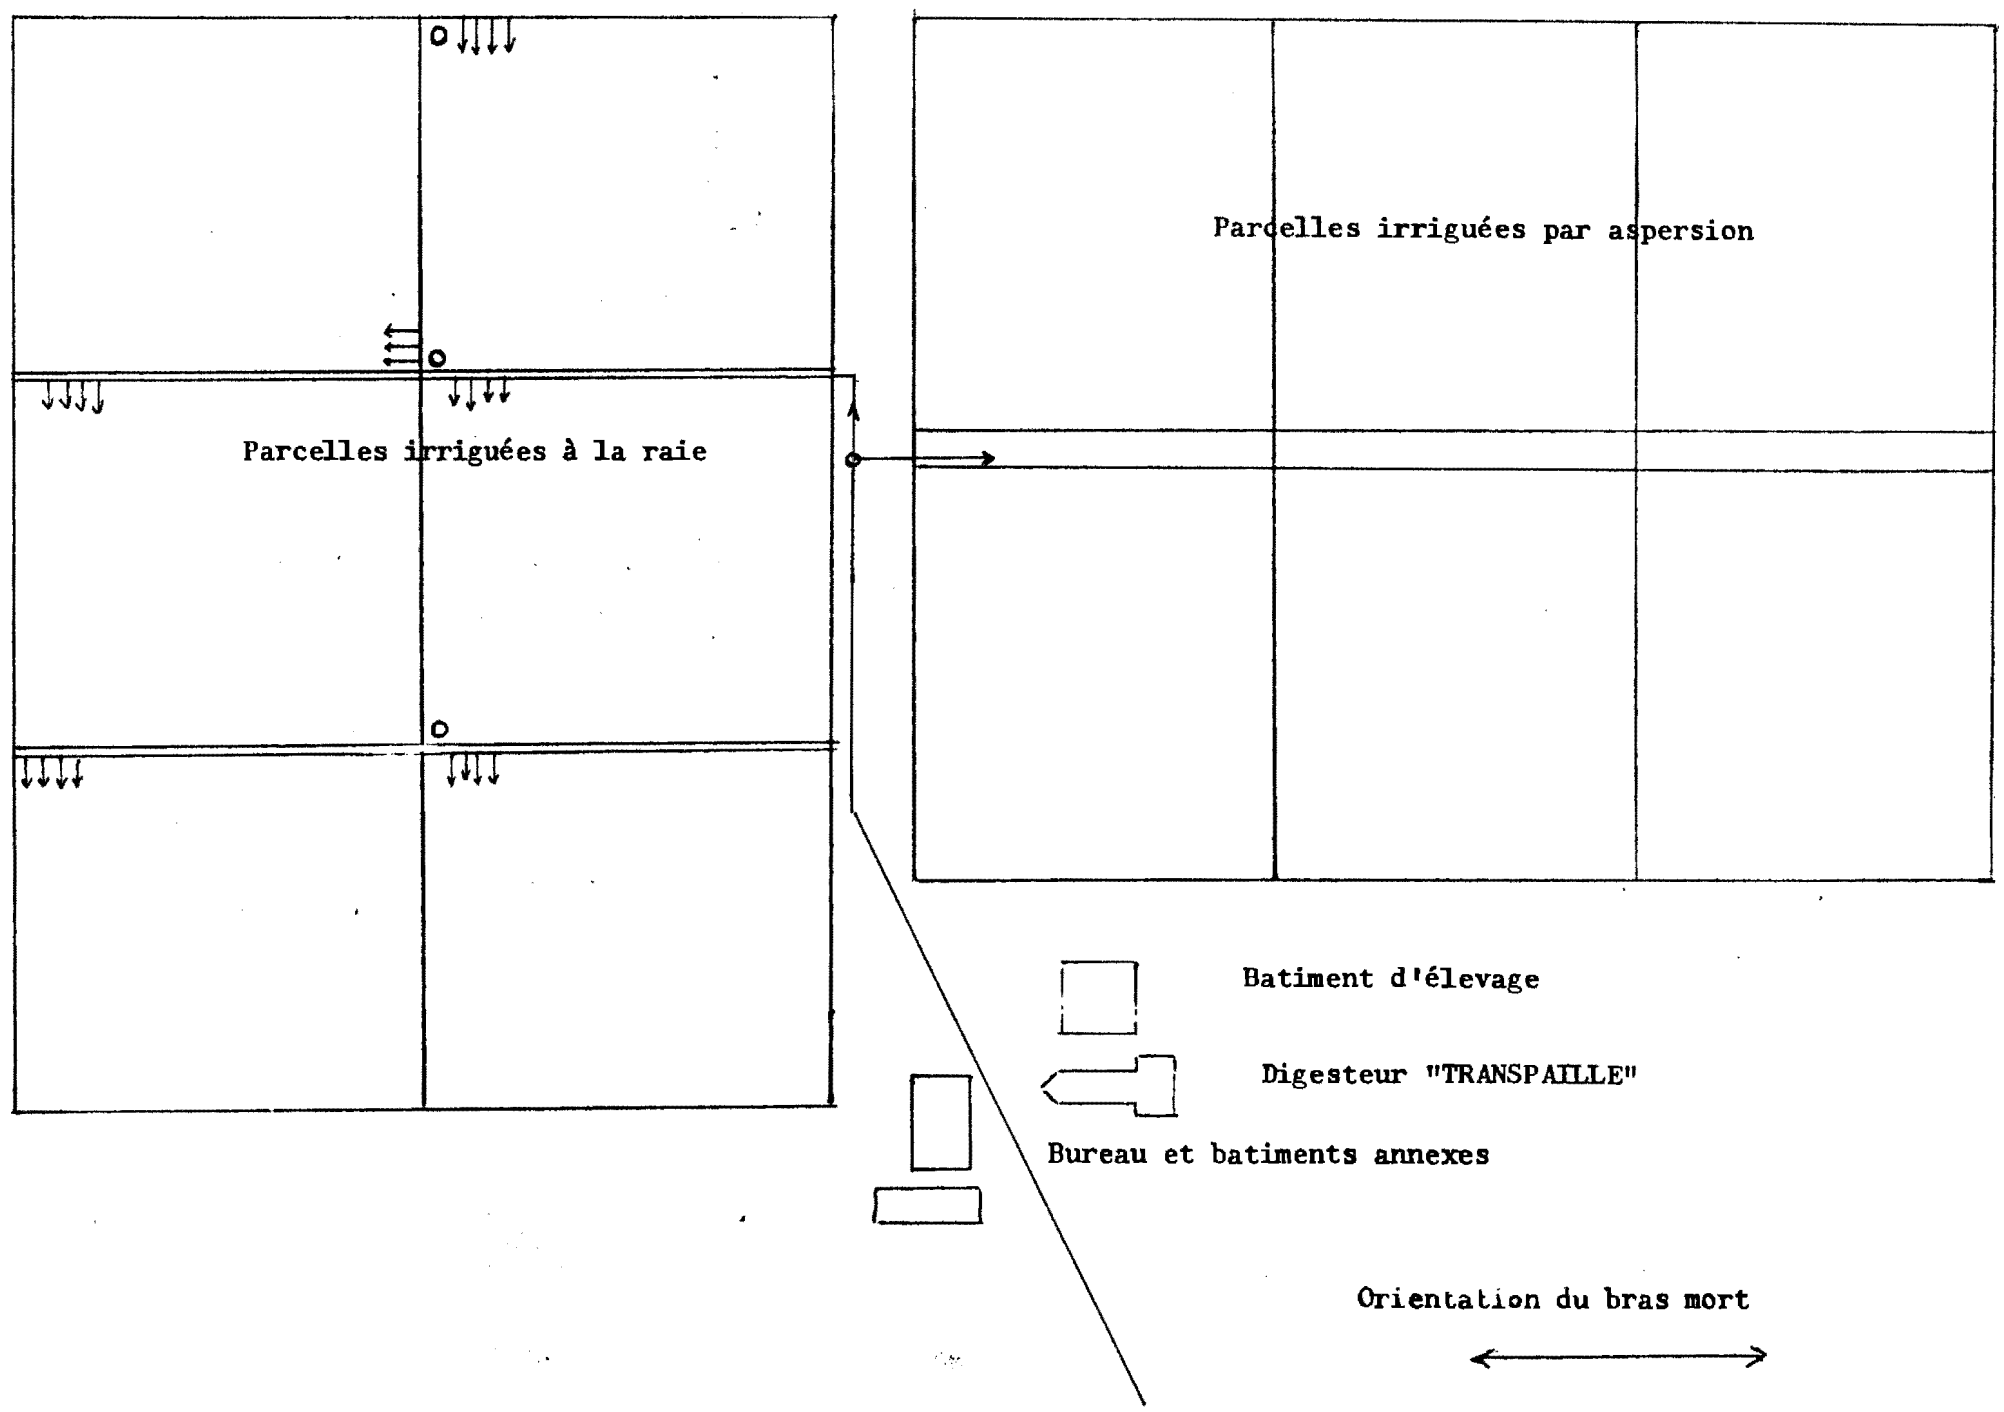 Parcelles irriguées par aspersion
Parcelles irriguées à la raie
Batiment d'élevage
Digesteur "TRANSPAILLE"
Bureau et batiments annexes
Orientation du bras mort